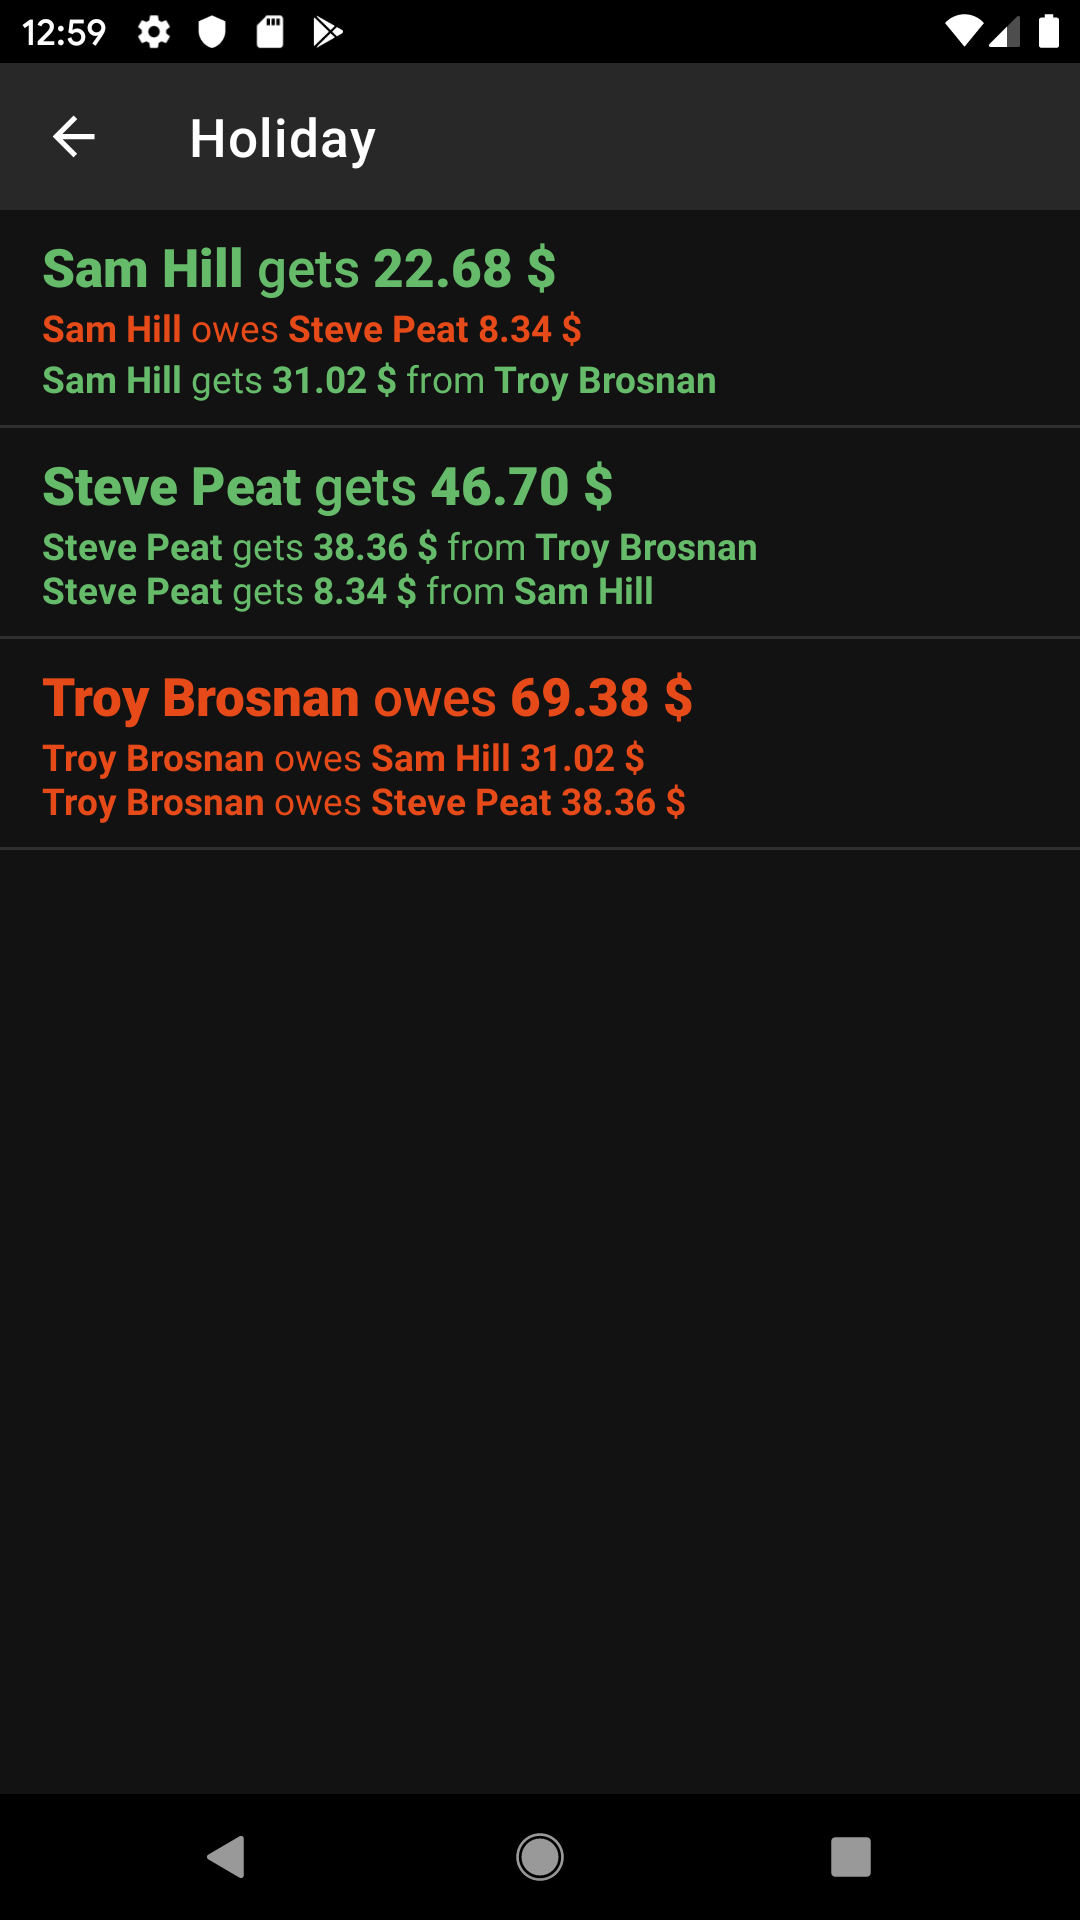 12:59
Holiday
Sam Hill gets 22.68 $
Sam Hill owes Steve Peat 8.34 $
Sam Hill gets 31.02 $ from Troy Brosnan
Steve Peat gets 46.70 $
Steve Peat gets 38.36 $ from Troy Brosnan
Steve Peat gets 8.34 $ from Sam Hill
Troy Brosnan owes 69.38 $
Troy Brosnan owes Sam Hill 31.02 $
Troy Brosnan owes Steve Peat 38.36 $